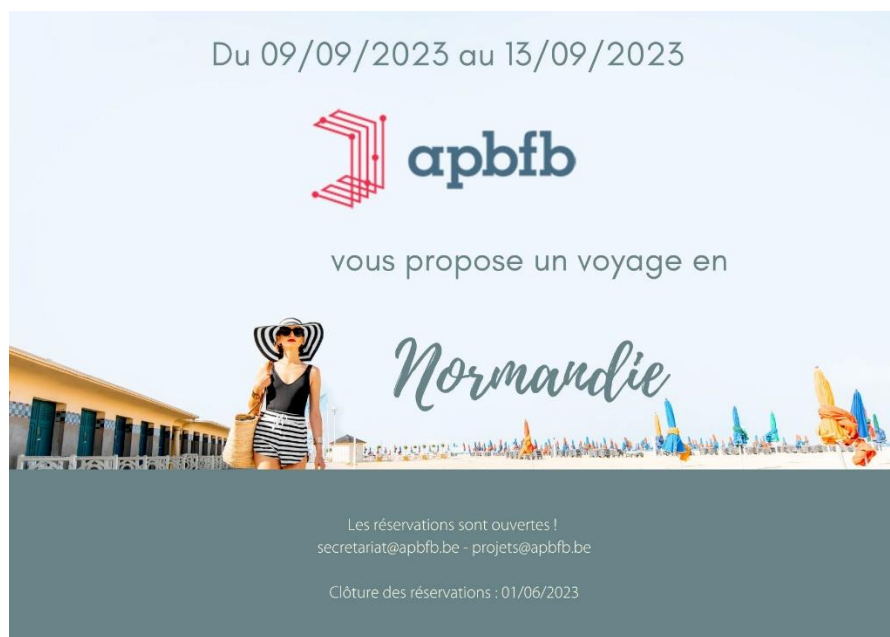 Du 09/09/2023 au 13/09/2023
apbfb
vous propose un voyage en
Normandie
Les réservations sont ouvertes !
secretariat@apbfb.be - projets@apbfb.be
Clôture des réservations : 01/06/2023